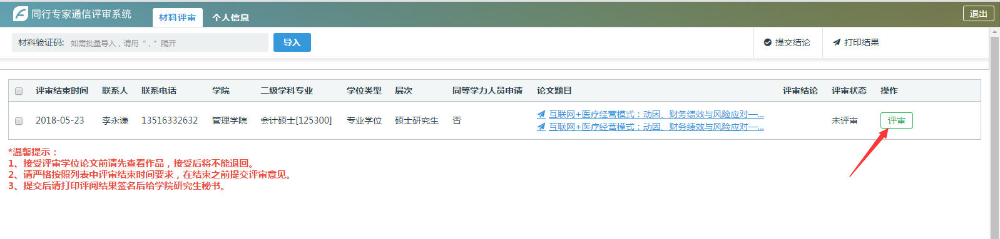 同行专家通信评审系统 材料评审 个人信息 退出
材料验证码: 如需批量导入，请用“，”隔开 导入 提交结论 打印结果
评审结束时间 联系人 联系电话 学院 二级学科专业 学位类型 层次 同等学力人员申请 论文题目 评审结论 评审状态 操作
互联网+医疗经营模式：动因、财务绩效与风险应对—...
2018-05-23 李永谦 13516332632 管理学院 会计硕士[125300] 专业学位 硕士研究生 否 未评审 评审
互联网+医疗经营模式：动因、财务绩效与风险应对—...
*温馨提示：
1、接受评审学位论文前请先查看作品，接受后将不能退回。
2、请严格按照列表中评审结束时间要求，在结束之前提交评审意见。
3、提交后请打印评阅结果签名后给学院研究生秘书。